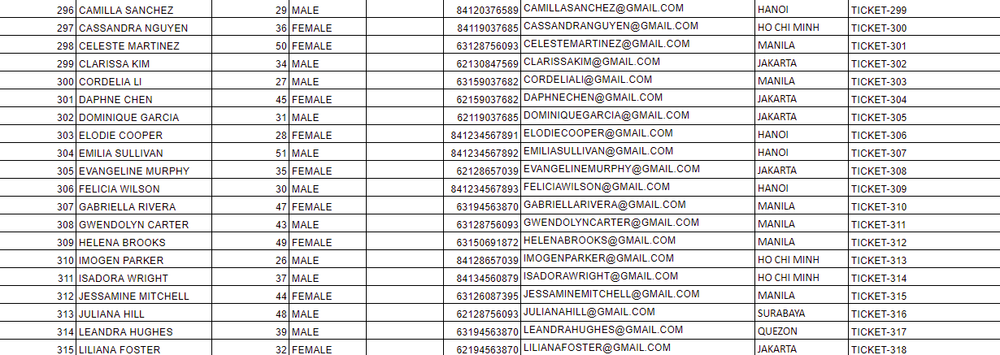 296 CAMILLA SANCHEZ 29 MALE 84120376589 CAMILLASANCHEZ@GMAIL.COM HANOI TICKET-299
297 CASSANDRA NGUYEN 36 FEMALE 84119037685 CASSANDRANGUYEN@GMAIL.COM HO CHI MINH TICKET-300
298 CELESTE MARTINEZ 50 FEMALE 63128756093 CELESTEMARTINEZ@GMAIL.COM MANILA TICKET-301
299 CLARISSA KIM 34 MALE 62130847569 CLARISSAKIM@GMAIL.COM JAKARTA TICKET-302
300 CORDELIA LI 27 MALE 63159037682 CORDELIALI@GMAIL.COM MANILA TICKET-303
301 DAPHNE CHEN 45 FEMALE 62159037682 DAPHNECHEN@GMAIL.COM JAKARTA TICKET-304
302 DOMINIQUE GARCIA 31 MALE 62119037685 DOMINIQUEGARCIA@GMAIL.COM JAKARTA TICKET-305
303 ELODIE COOPER 28 FEMALE 841234567891 ELODIECOOPER@GMAIL.COM HANOI TICKET-306
304 EMILIA SULLIVAN 51 MALE 841234567892 EMILIASULLIVAN@GMAIL.COM HANOI TICKET-307
305 EVANGELINE MURPHY 35 FEMALE 62128657039 EVANGELINEMURPHY@GMAIL.COM JAKARTA TICKET-308
306 FELICIA WILSON 30 MALE 841234567893 FELICIAWILSON@GMAIL.COM HANOI TICKET-309
307 GABRIELLA RIVERA 47 FEMALE 63194563870 GABRIELLARIVERA@GMAIL.COM MANILA TICKET-310
308 GWENDOLYN CARTER 43 MALE 63128756093 GWENDOLYNCARTER@GMAIL.COM MANILA TICKET-311
309 HELENA BROOKS 49 FEMALE 63150691872 HELENABROOKS@GMAIL.COM MANILA TICKET-312
310 IMOGEN PARKER 26 MALE 84128657039 IMOGENPARKER@GMAIL.COM HO CHI MINH TICKET-313
311 ISADORA WRIGHT 37 MALE 84134560879 ISADORAWRIGHT@GMAIL.COM HO CHI MINH TICKET-314
312 JESSAMINE MITCHELL 44 FEMALE 63126087395 JESSAMINEMITCHELL@GMAIL.COM MANILA TICKET-315
313 JULIANA HILL 48 MALE 62128756093 JULIANAHILL@GMAIL.COM SURABAYA TICKET-316
314 LEANDRA HUGHES 39 MALE 63194563870 LEANDRAHUGHES@GMAIL.COM QUEZON TICKET-317
315 LILIANA FOSTER 32 FEMALE 62194563870 LILIANAFOSTER@GMAIL.COM JAKARTA TICKET-318